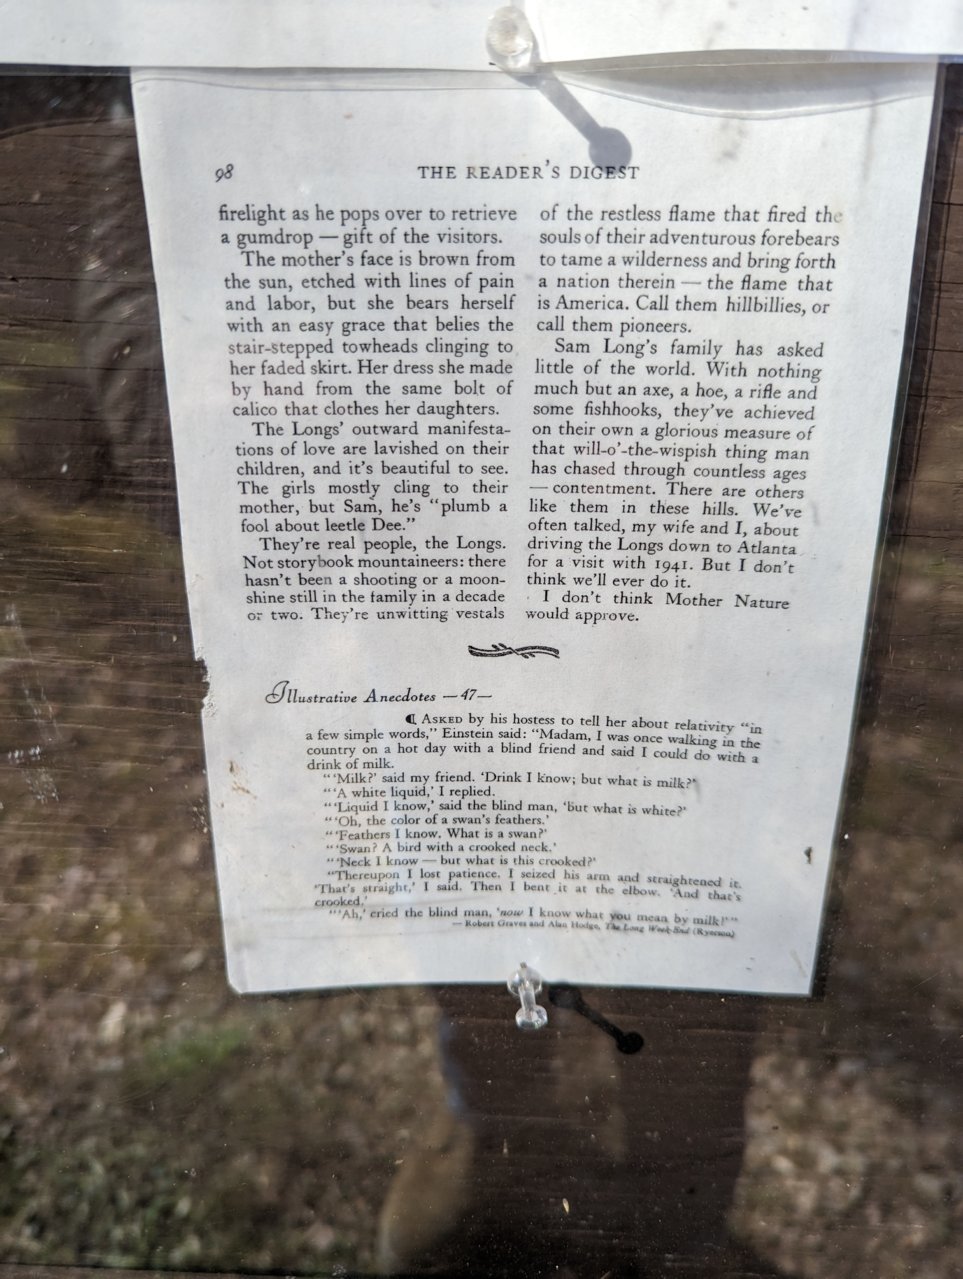 98
THE READER'S DIGEST
firelight as he pops over to retrieve
a gumdrop — gift of the visitors.
The mother's face is brown from
the sun, etched with lines of pain
and labor, but she bears herself
with an easy grace that belies the
stair-stepped towheads clinging to
her faded skirt. Her dress she made
by hand from the same bolt of
calico that clothes her daughters.
The Longs' outward manifesta-
tions of love are lavished on their
children, and it's beautiful to see.
The girls mostly cling to their
mother, but Sam, he's "plumb a
fool about leetle Dee."
They're real people, the Longs.
Not storybook mountaineers: there
hasn't been a shooting or a moon-
shine still in the family in a decade
or two. They're unwitting vestals
of the restless flame that fired the
souls of their adventurous forebears
to tame a wilderness and bring forth
a nation therein — the flame that
is America. Call them hillbillies, or
call them pioneers.
Sam Long's family has asked
little of the world. With nothing
much but an axe, a hoe, a rifle and
some fishhooks, they've achieved
on their own a glorious measure of
that will-o'-the-wispish thing man
has chased through countless ages
— contentment. There are others
like them in these hills. We've
often talked, my wife and I, about
driving the Longs down to Atlanta
for a visit with 1941. But I don't
think we'll ever do it.
I don't think Mother Nature
would approve.
Illustrative Anecdotes —47—
¶ ASKED by his hostess to tell her about relativity "in
a few simple words," Einstein said: "Madam, I was once walking in the
country on a hot day with a blind friend and said I could do with a
drink of milk.
"'Milk?' said my friend. 'Drink I know; but what is milk?'
"'A white liquid,' I replied.
"'Liquid I know,' said the blind man, 'but what is white?'
"'Oh, the color of a swan's feathers.'
"'Feathers I know. What is a swan?'
"'Swan? A bird with a crooked neck.'
"'Neck I know — but what is this crooked?'
"Thereupon I lost patience. I seized his arm and straightened it.
'That's straight,' I said. Then I bent it at the elbow. 'And that's
crooked.'
"'Ah,' cried the blind man, 'now I know what you mean by milk!'"
— Robert Graves and Alan Hodge, The Long Week-End (Ryerson)